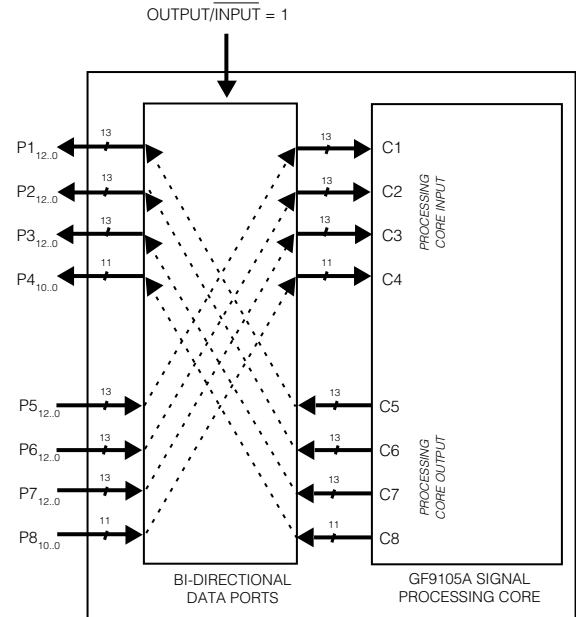 OUTPUT/INPUT = 1
P1 12..0 13 13 C1
P2 12..0 13 13 C2
P3 12..0 13 13 C3
P4 10..0 11 11 C4
PROCESSING
CORE INPUT
P5 12..0 13 13 C5
P6 12..0 13 13 C6
P7 12..0 13 13 C7
P8 10..0 11 11 C8
PROCESSING
CORE OUTPUT
BI-DIRECTIONAL
DATA PORTS
GF9105A SIGNAL
PROCESSING CORE